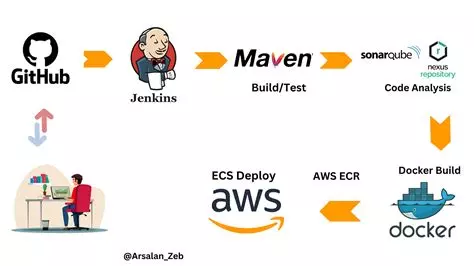 GitHub
Jenkins
Maven
Build/Test
sonarqube
nexus
repository
Code Analysis
ECS Deploy
aws
AWS ECR
Docker Build
docker
@Arsalan_Zeb